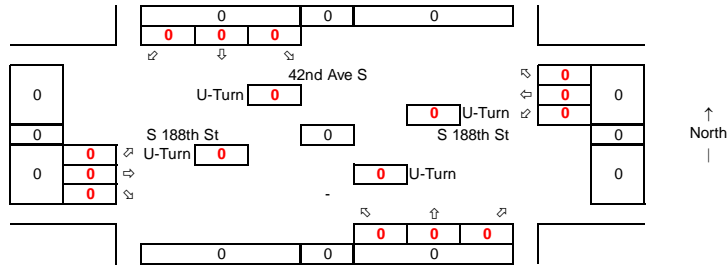 0 0 0
0 0 0
⬃ ⇩ ⬂
42nd Ave S
⬁ 0
0 U-Turn 0 ⇦ 0 0
0 U-Turn ⬃ 0
↑
0 S 188th St 0 S 188th St 0 North
|
0 ⬀ U-Turn 0
0 0 ⇨ 0 U-Turn 0
0 ⬂ -
⬁ ⇧ ⬀
0 0 0
0 0 0